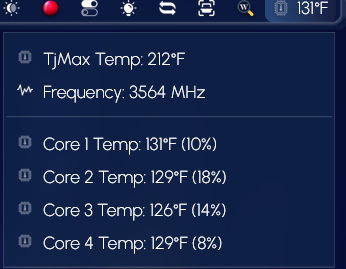 W
131°F
TjMax Temp: 212°F
Frequency: 3564 MHz
Core 1 Temp: 131°F (10%)
Core 2 Temp: 129°F (18%)
Core 3 Temp: 126°F (14%)
Core 4 Temp: 129°F (8%)